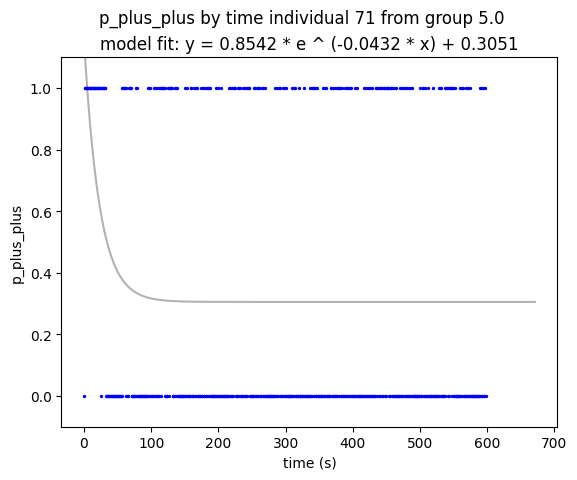 p_plus_plus by time individual 71 from group 5.0
model fit: y = 0.8542 * e ^ (-0.0432 * x) + 0.3051
1.0
0.8
0.6
0.4
0.2
0.0
p_plus_plus
0 100 200 300 400 500 600 700
time (s)